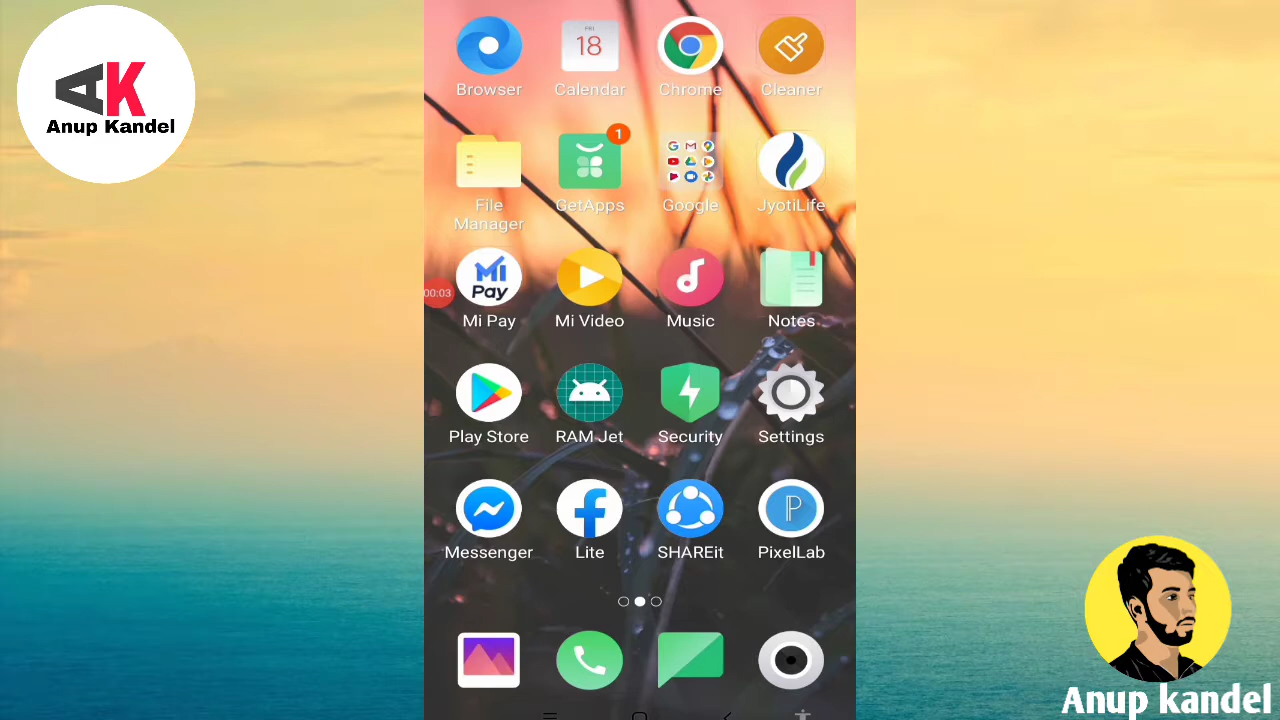 AK
Anup Kandel
FRI
18
Browser
Calendar
Chrome
Cleaner
1
File
Manager
GetApps
Google
JyotiLife
00:03
Mi
Pay
Mi Pay
Mi Video
Music
Notes
Play Store
RAM Jet
Security
Settings
Messenger
Lite
SHAREit
PixelLab
Anup kandel